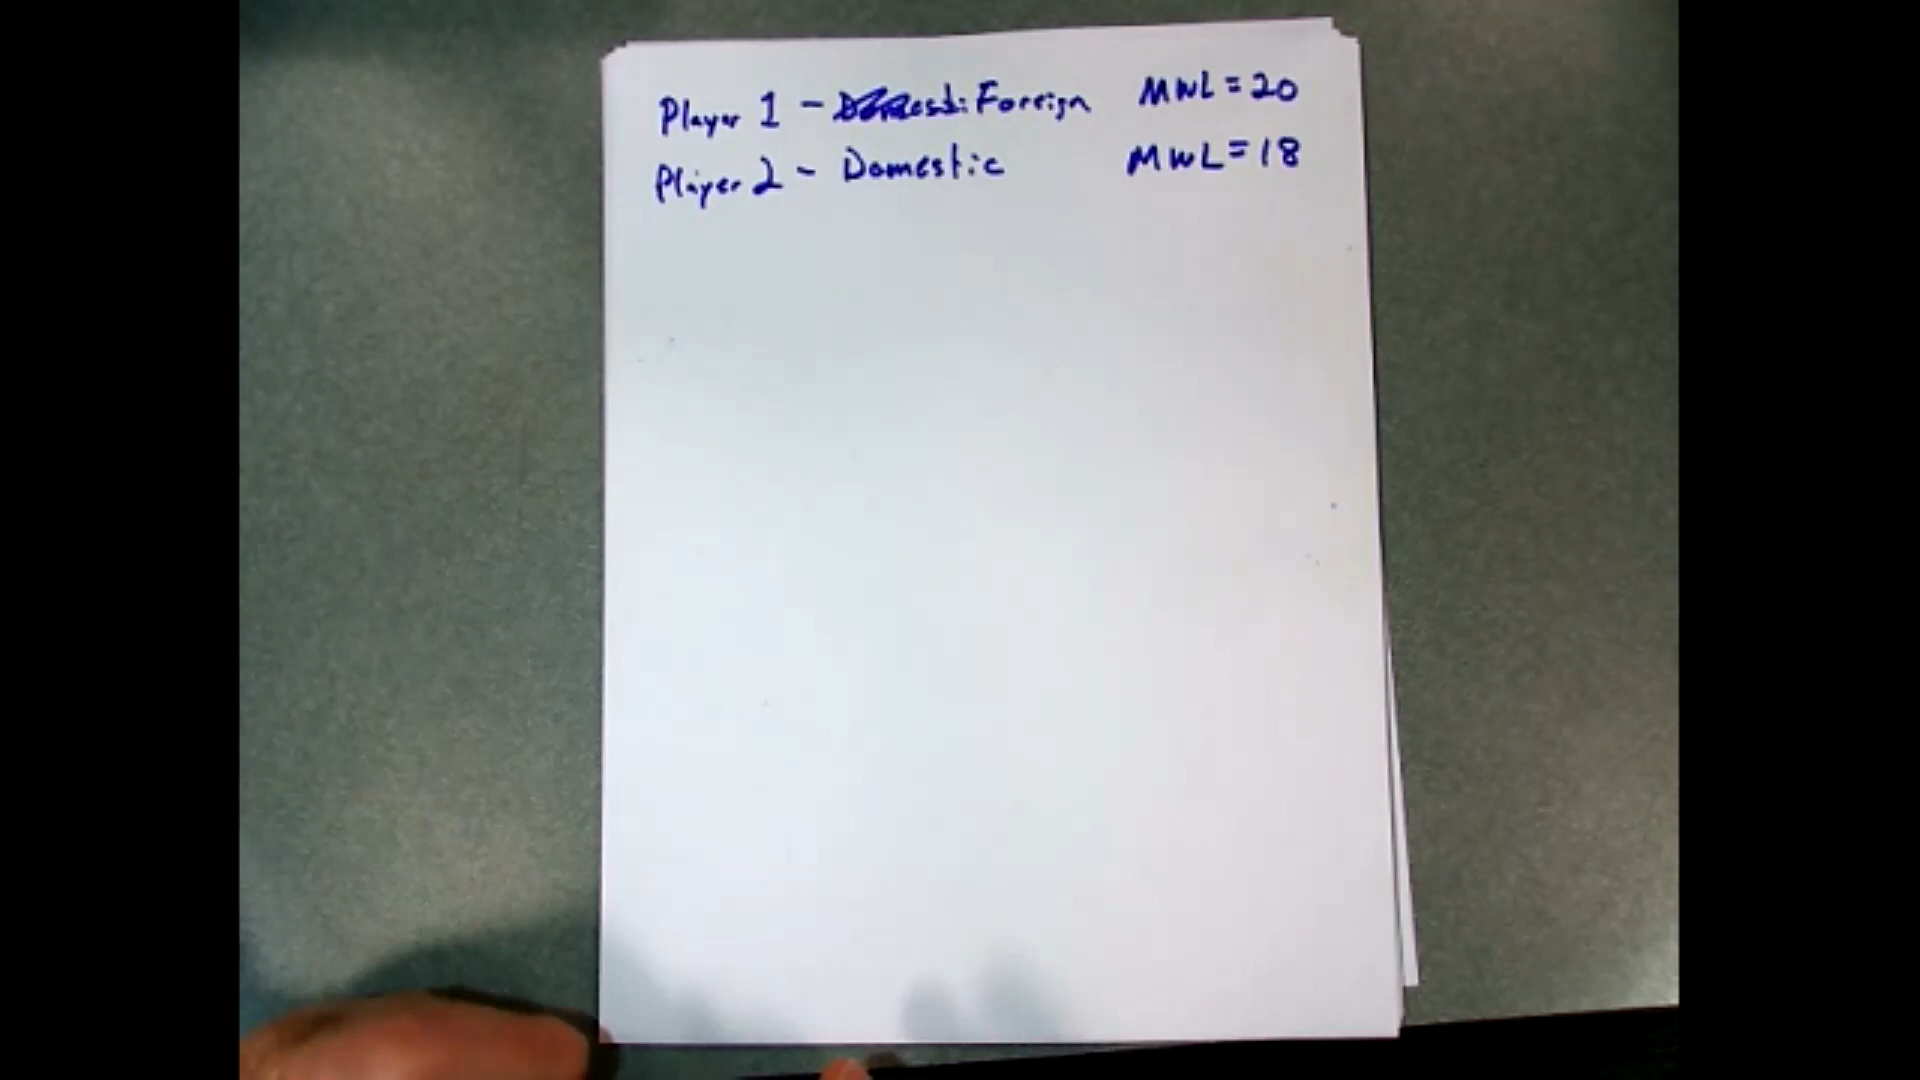 Player 1 - Foreign MWL = 20
Player 2 - Domestic MWL = 18